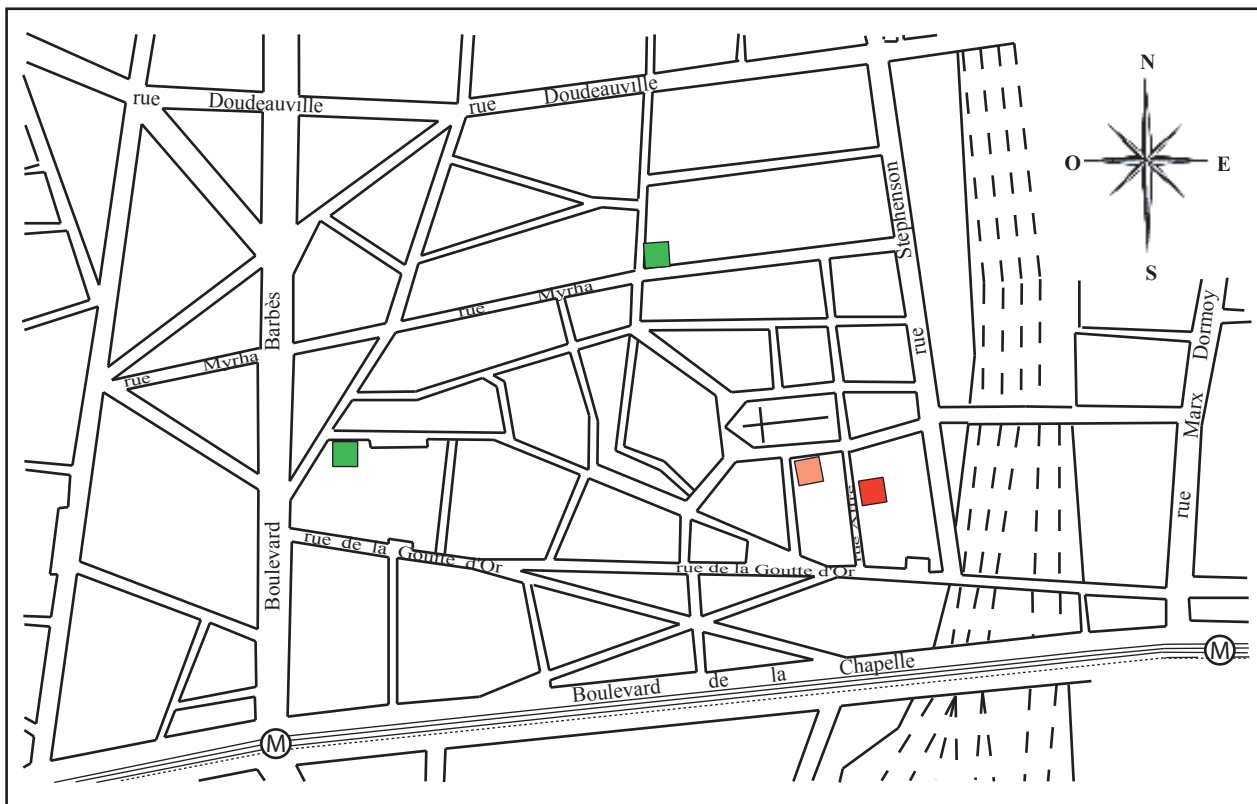 N
O E
S
rue Doudeauville
rue Doudeauville
Stephenson
rue
Barbès
Boulevard
rue Myrha
rue Myrha
Dormoy
Marx
rue
rue de la Goutte d'Or
rue de la Goutte d'Or
Boulevard de la Chapelle
M
M
rue